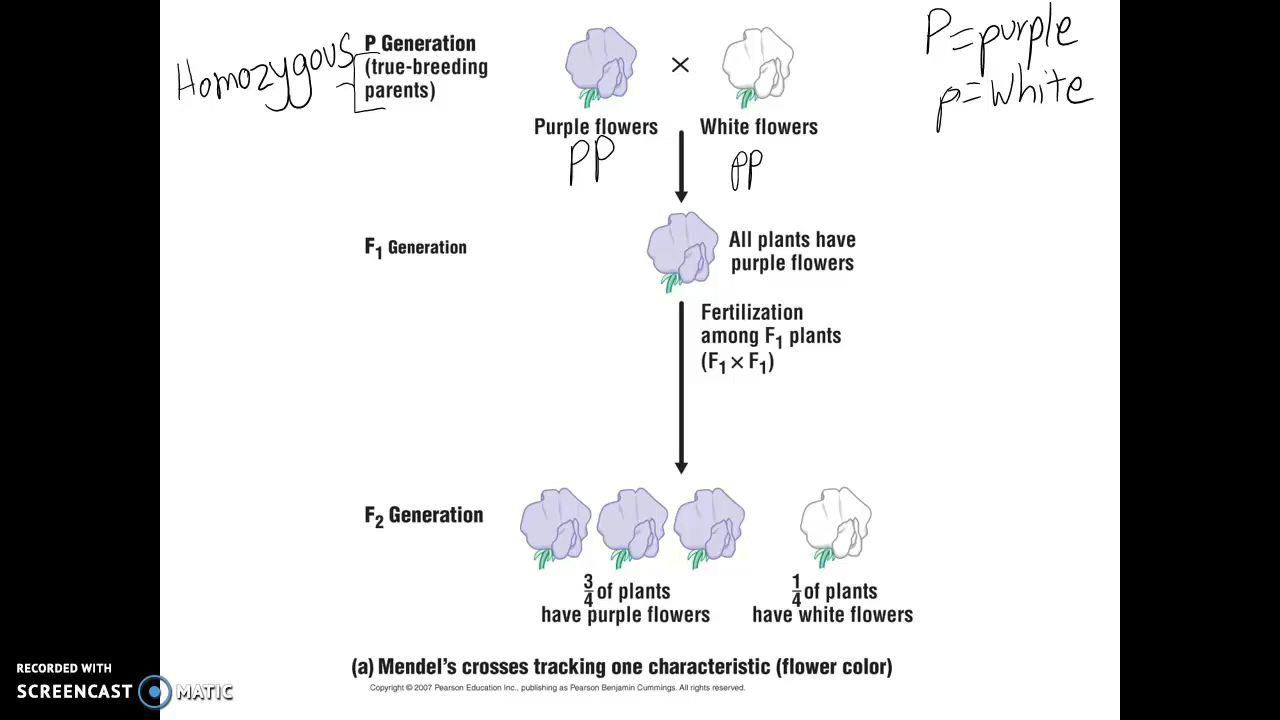 Homozygous
P Generation
(true-breeding
parents)
×
P=purple
p=white
Purple flowers
White flowers
PP
pp
F1 Generation
All plants have
purple flowers
Fertilization
among F1 plants
(F1 × F1)
F2 Generation
3/4 of plants
have purple flowers
1/4 of plants
have white flowers
(a) Mendel's crosses tracking one characteristic (flower color)
Copyright © 2007 Pearson Education Inc., publishing as Pearson Benjamin Cummings. All rights reserved.
RECORDED WITH
SCREENCAST MATIC